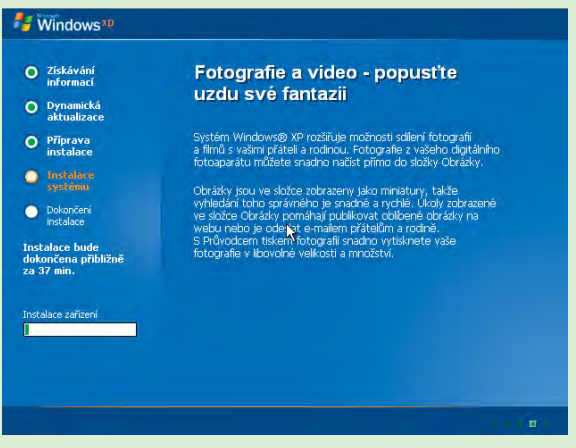 Microsoft
Windows xp
Získávání
informací
Dynamická
aktualizace
Příprava
instalace
Instalace
systému
Dokončení
instalace
Instalace bude
dokončena přibližně
za 37 min.
Instalace zařízení
Fotografie a video - popusťte
uzdu své fantazii
Systém Windows® XP rozšiřuje možnosti sdílení fotografií
a filmů s vašimi přáteli a rodinou. Fotografie z vašeho digitálního
fotoaparátu můžete snadno načíst přímo do složky Obrázky.
Obrázky jsou ve složce zobrazeny jako miniatury, takže
vyhledání toho správného je snadné a rychlé. Úkoly zobrazené
ve složce Obrázky pomáhají publikovat oblíbené obrázky na
webu nebo je odeslat e-mailem přátelům a rodině.
S Průvodcem tiskem fotografií snadno vytisknete vaše
fotografie v libovolné velikosti a množství.